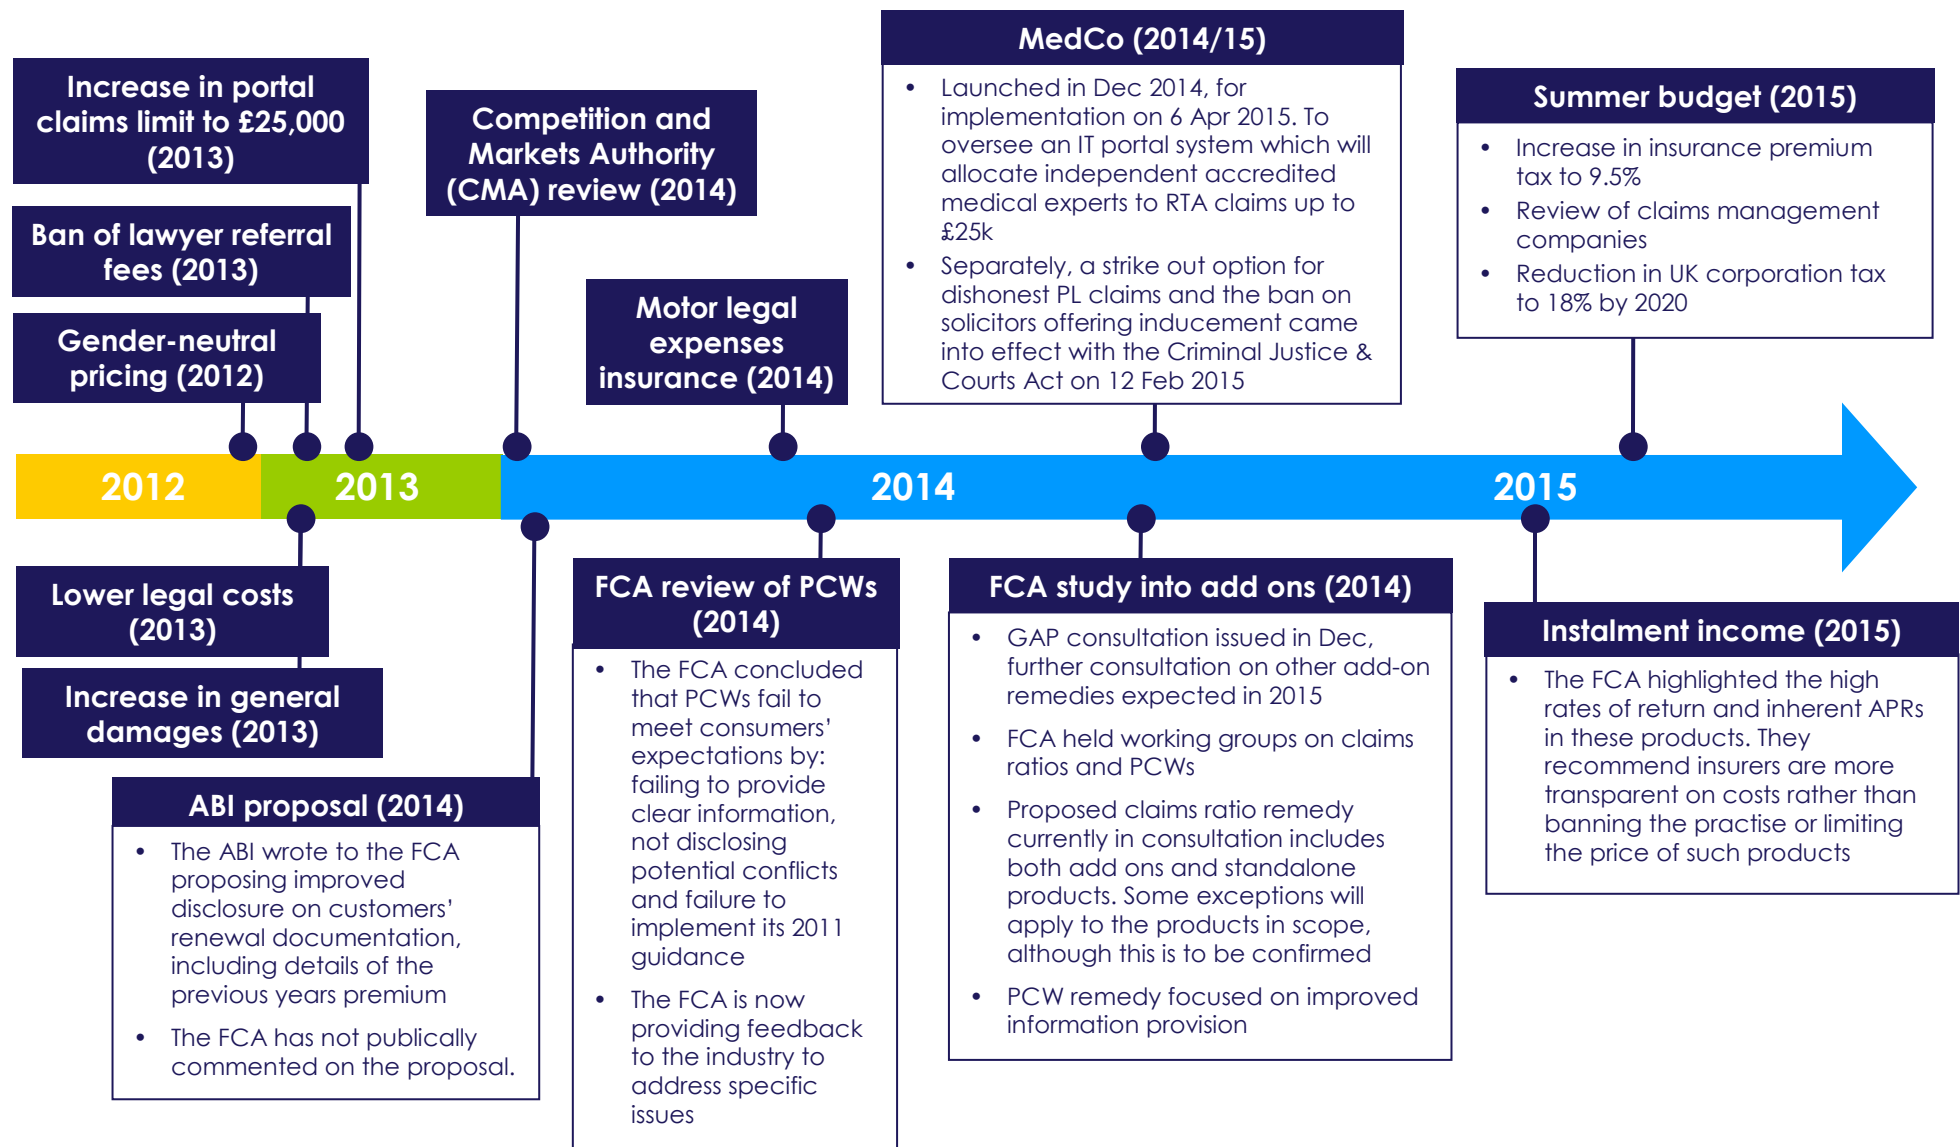 Increase in portal
claims limit to £25,000
(2013)
Ban of lawyer referral
fees (2013)
Gender-neutral
pricing (2012)
Competition and
Markets Authority
(CMA) review (2014)
Motor legal
expenses
insurance (2014)
MedCo (2014/15)
• Launched in Dec 2014, for
implementation on 6 Apr 2015. To
oversee an IT portal system which will
allocate independent accredited
medical experts to RTA claims up to
£25k
• Separately, a strike out option for
dishonest PL claims and the ban on
solicitors offering inducement came
into effect with the Criminal Justice &
Courts Act on 12 Feb 2015
Summer budget (2015)
• Increase in insurance premium
tax to 9.5%
• Review of claims management
companies
• Reduction in UK corporation tax
to 18% by 2020
2012
2013
2014
2015
Lower legal costs
(2013)
Increase in general
damages (2013)
ABI proposal (2014)
• The ABI wrote to the FCA
proposing improved
disclosure on customers’
renewal documentation,
including details of the
previous years premium
• The FCA has not publically
commented on the proposal.
FCA review of PCWs
(2014)
• The FCA concluded
that PCWs fail to
meet consumers’
expectations by:
failing to provide
clear information,
not disclosing
potential conflicts
and failure to
implement its 2011
guidance
• The FCA is now
providing feedback
to the industry to
address specific
issues
FCA study into add ons (2014)
• GAP consultation issued in Dec,
further consultation on other add-on
remedies expected in 2015
• FCA held working groups on claims
ratios and PCWs
• Proposed claims ratio remedy
currently in consultation includes
both add ons and standalone
products. Some exceptions will
apply to the products in scope,
although this is to be confirmed
• PCW remedy focused on improved
information provision
Instalment income (2015)
• The FCA highlighted the high
rates of return and inherent APRs
in these products. They
recommend insurers are more
transparent on costs rather than
banning the practise or limiting
the price of such products